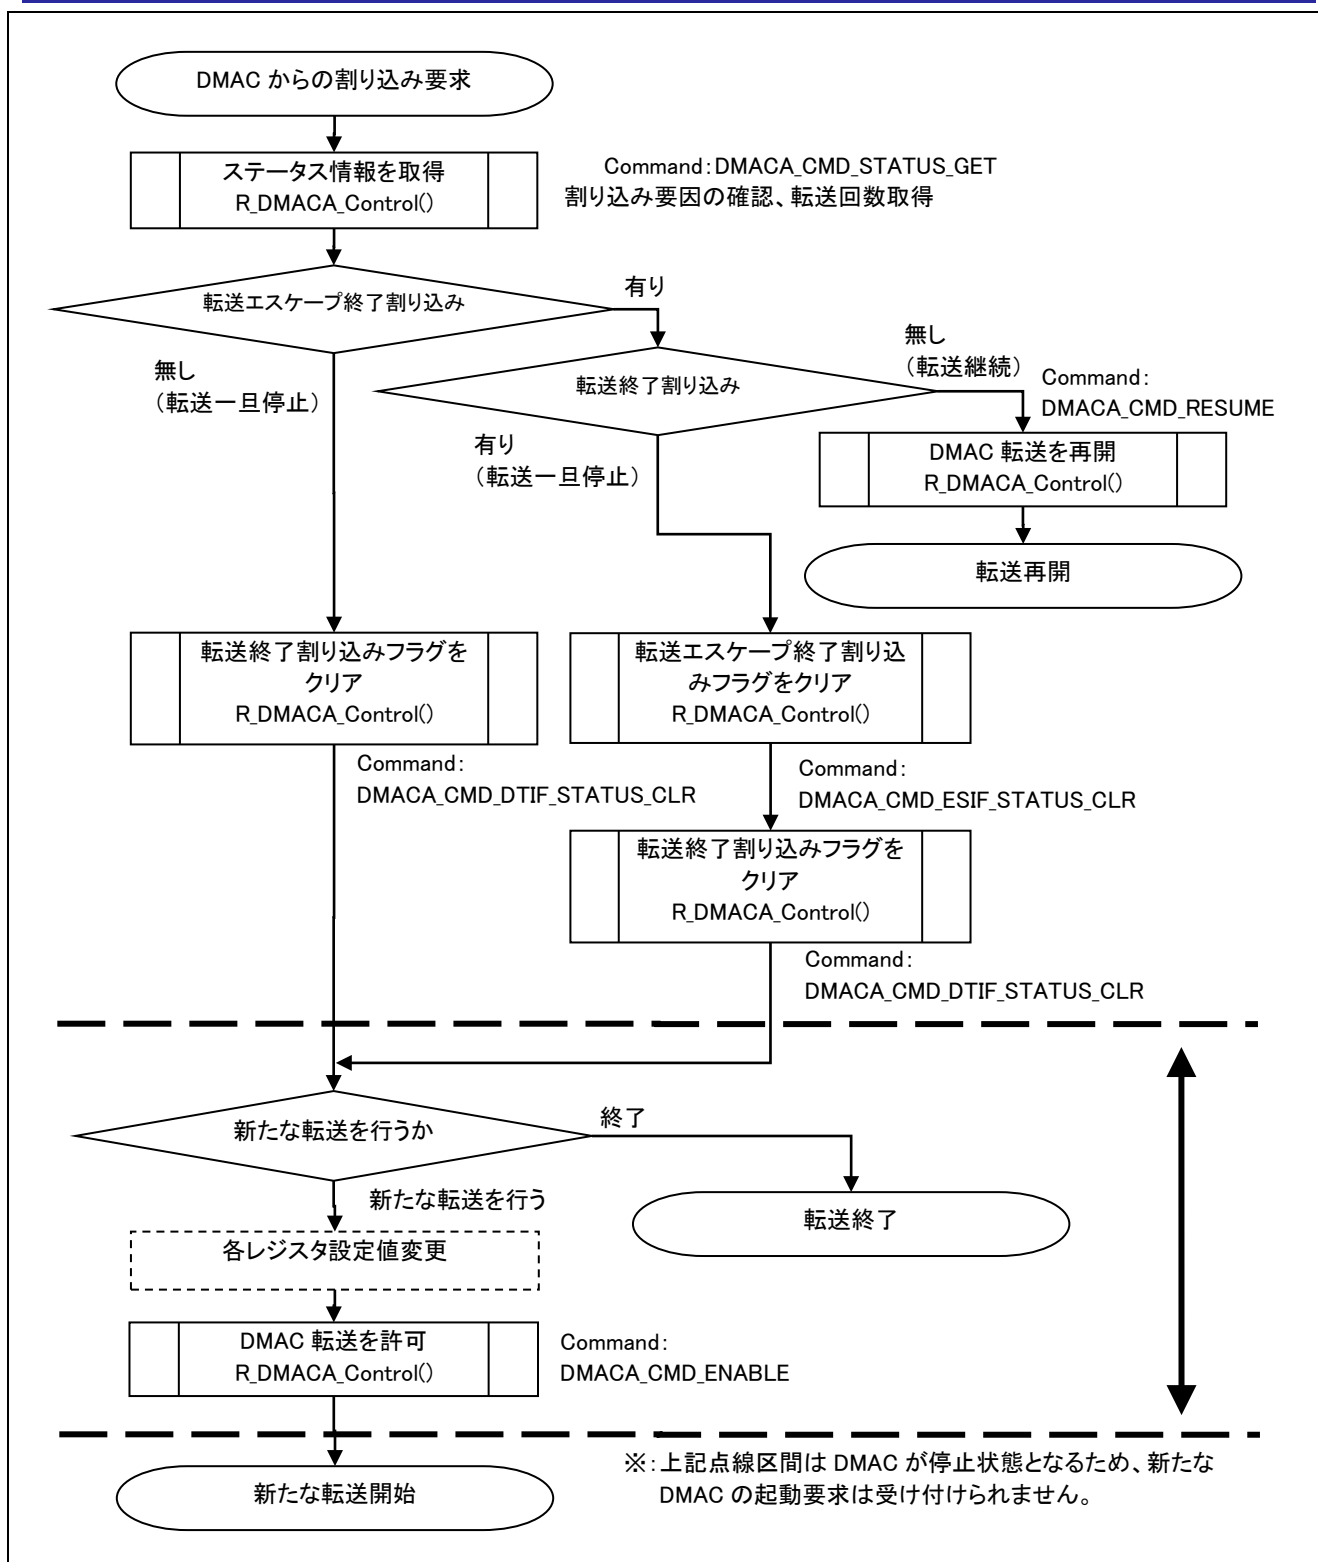 DMAC からの割り込み要求
ステータス情報を取得
R_DMACA_Control()
Command:DMACA_CMD_STATUS_GET
割り込み要因の確認、転送回数取得
転送エスケープ終了割り込み
有り
無し
(転送一旦停止)
転送終了割り込み
無し
(転送継続)
Command:
DMACA_CMD_RESUME
有り
(転送一旦停止)
DMAC 転送を再開
R_DMACA_Control()
転送再開
転送終了割り込みフラグを
クリア
R_DMACA_Control()
Command:
DMACA_CMD_DTIF_STATUS_CLR
転送エスケープ終了割り込
みフラグをクリア
R_DMACA_Control()
Command:
DMACA_CMD_ESIF_STATUS_CLR
転送終了割り込みフラグを
クリア
R_DMACA_Control()
Command:
DMACA_CMD_DTIF_STATUS_CLR
新たな転送を行うか
終了
転送終了
新たな転送を行う
各レジスタ設定値変更
DMAC 転送を許可
R_DMACA_Control()
Command:
DMACA_CMD_ENABLE
※:上記点線区間は DMAC が停止状態となるため、新たな
DMAC の起動要求は受け付けられません。
新たな転送開始